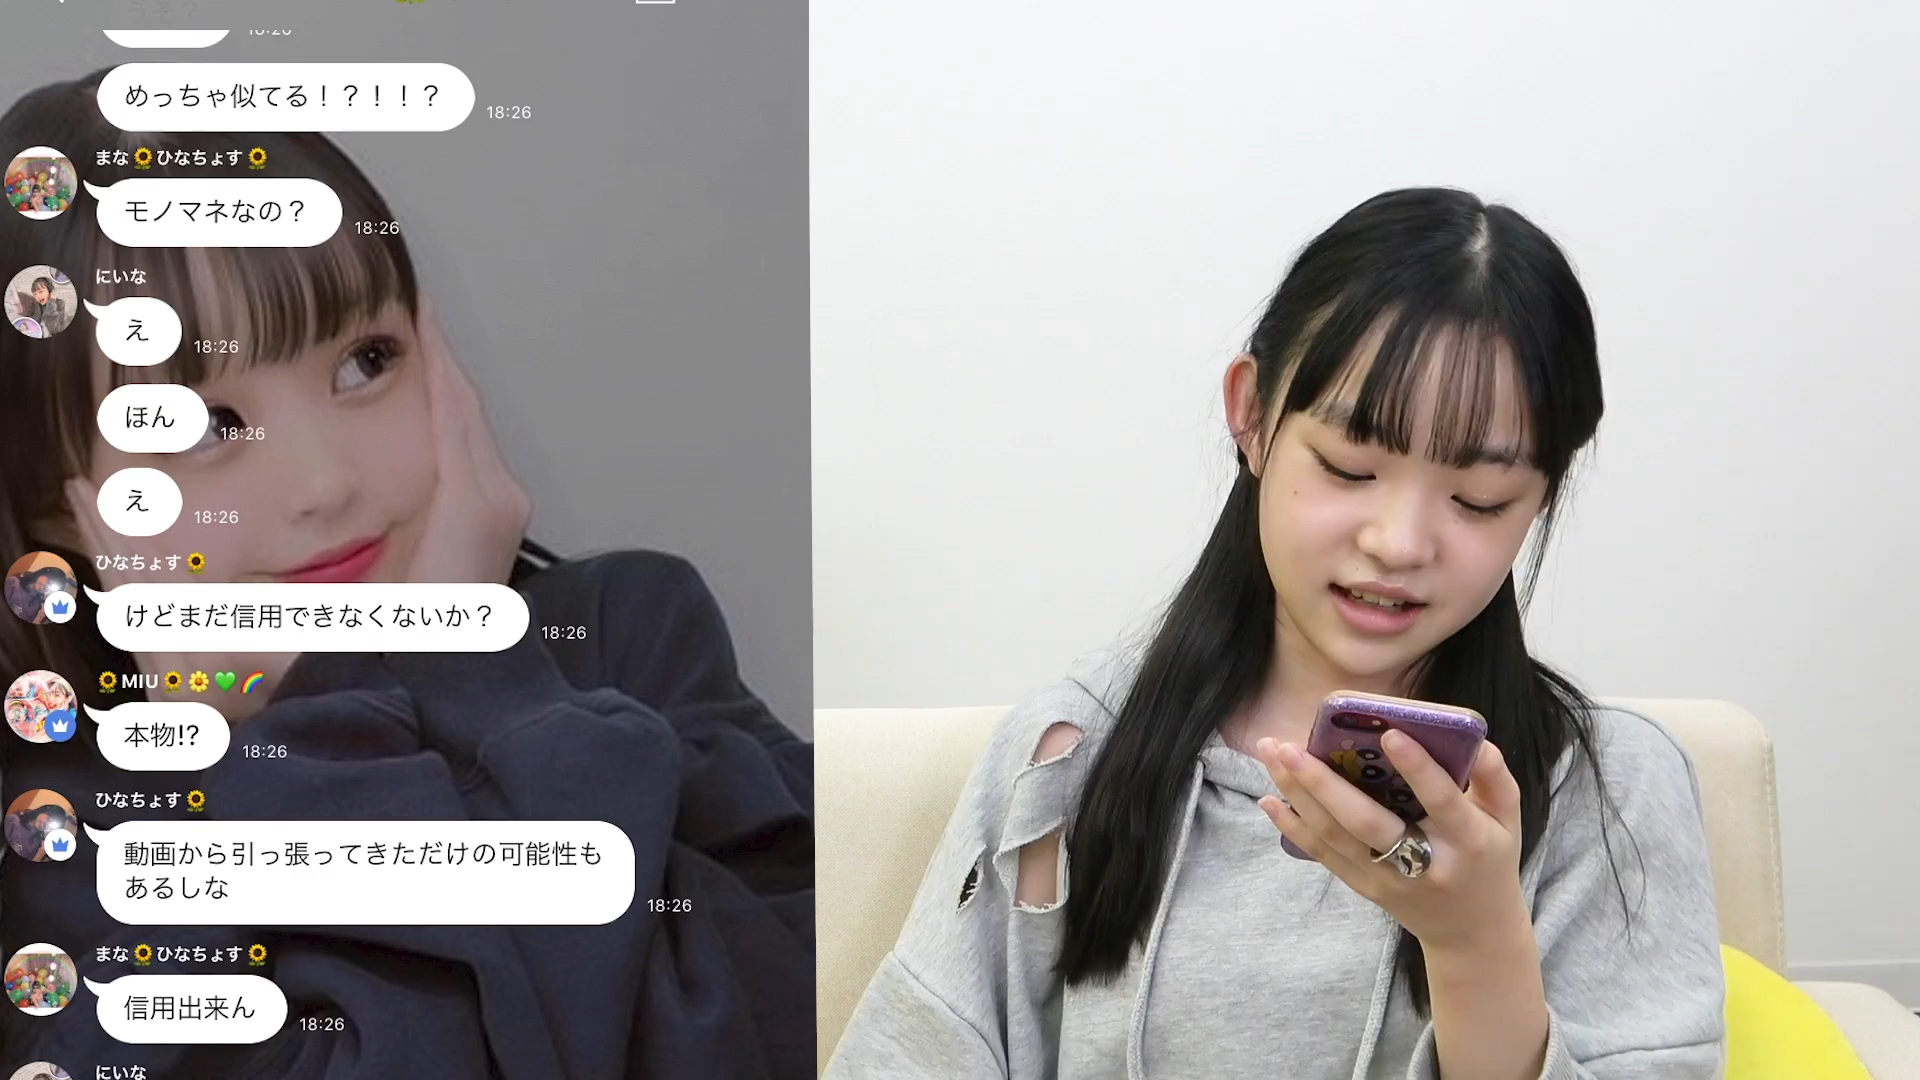 うそ？
18:26
めっちゃ似てる！？！！？
18:26
まな🌻ひなちょす🌻
モノマネなの？
18:26
にいな
え
18:26
ほん
18:26
え
18:26
ひなちょす🌻
けどまだ信用できなくないか？
18:26
🌻MIU🌻🌼💚🌈
本物⁉
18:26
ひなちょす🌻
動画から引っ張ってきただけの可能性も
あるしな
18:26
まな🌻ひなちょす🌻
信用出来ん
18:26
にいな